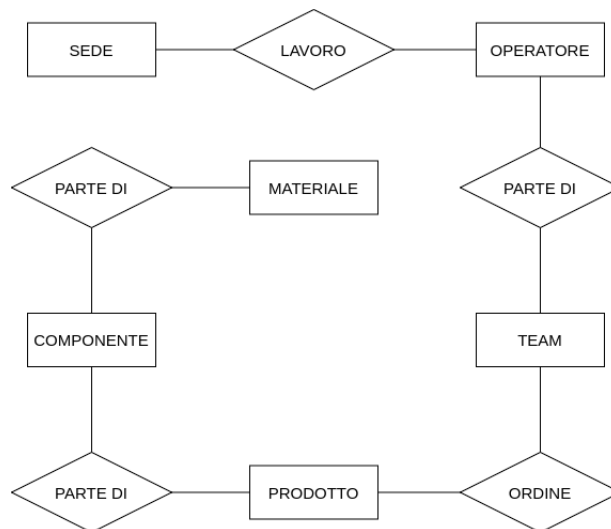 SEDE
LAVORO
OPERATORE
PARTE DI
MATERIALE
PARTE DI
COMPONENTE
TEAM
PARTE DI
PRODOTTO
ORDINE